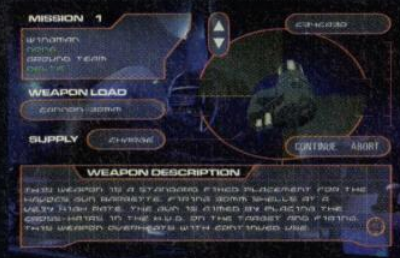 MISSION 1
WINGMAN
NONE
GROUND TEAM
DELTA
WEAPON LOAD
CANNON-30MM
SUPPLY CHARGE
CONTINUE ABORT
WEAPON DESCRIPTION
THIS WEAPON IS A STANDARD FIXED PLACEMENT FOR THE
HAVOCS GUN BARBETTE. FIRING 30MM SHELLS AT A
VERY HIGH RATE. THE GUN IS AIMED BY PLACING THE
CROSS-HAIRS IN THE H.U.D. ON THE TARGET AND FIRING.
THIS WEAPON OVERHEATS WITH CONTINUED USE.